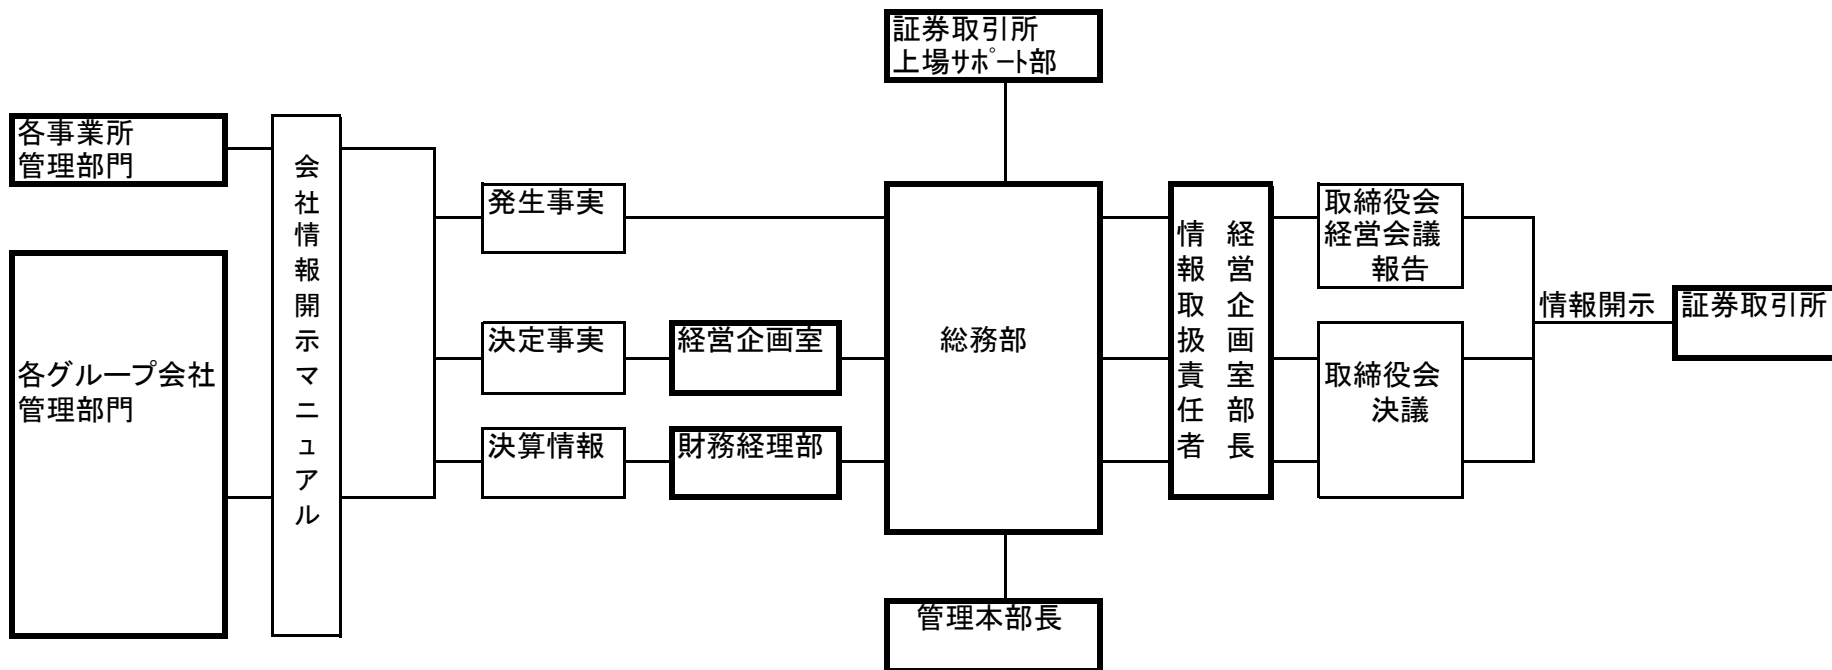 証券取引所
上場ｻﾎﾟｰﾄ部
各事業所
管理部門
各グループ会社
管理部門
会社情報開示マニュアル
発生事実
決定事実
決算情報
経営企画室
財務経理部
総務部
管理本部長
経営企画室部長
情報取扱責任者
取締役会
経営会議
報告
取締役会
決議
情報開示
証券取引所